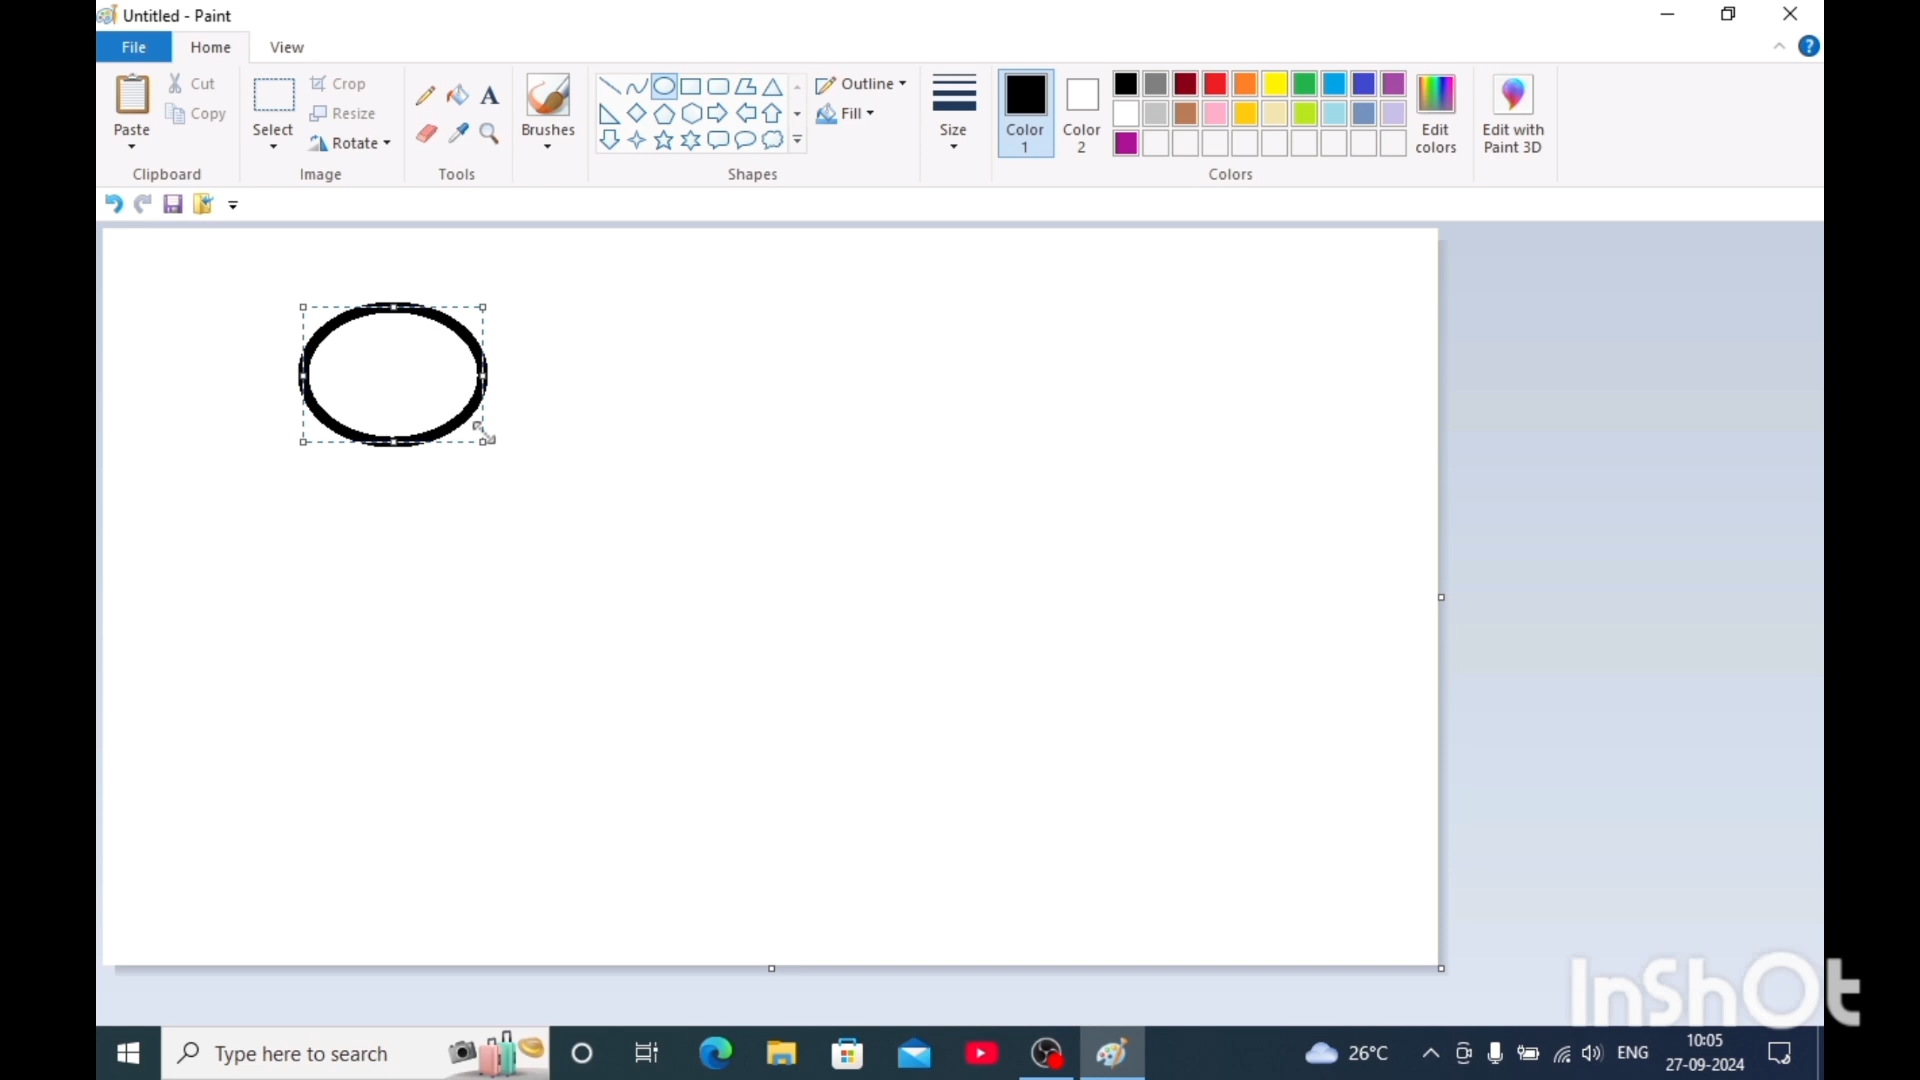 Untitled - Paint
File Home View
Paste
Cut
Copy
Clipboard
Select
Crop
Resize
Rotate
Image
A
Tools
Brushes
Shapes
Outline
Fill
Size
Color 1
Color 2
Colors
Edit colors
Edit with Paint 3D
InShOt
Type here to search
26°C
ENG
10:05
27-09-2024